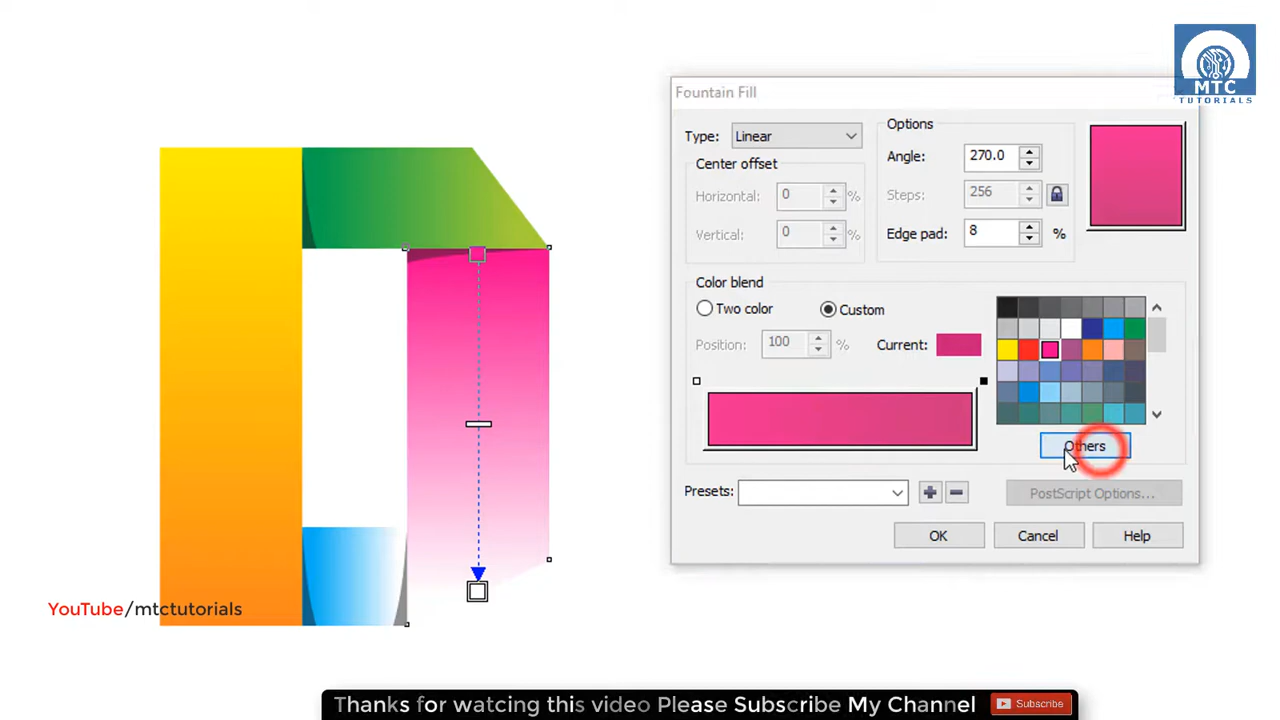 MTC
TUTORIALS
Fountain Fill
Type: Linear
Options
Angle: 270.0
Center offset
Horizontal: 0 %
Steps: 256
Vertical: 0 %
Edge pad: 8 %
Color blend
Two color
Custom
Position: 100 %
Current:
Others
Presets:
PostScript Options...
OK
Cancel
Help
YouTube/mtctutorials
Thanks for watcing this video Please Subscribe My Channel
Subscribe